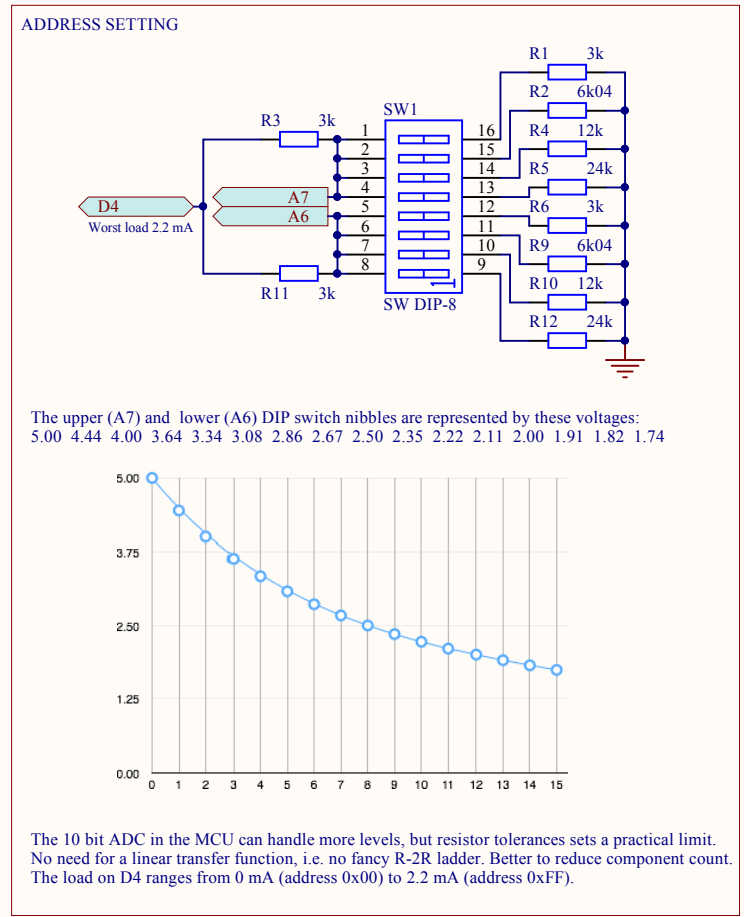 ADDRESS SETTING
R1 3k
R2 6k04
SW1
R3 3k
1 16
R4 12k
2 15
3 14
R5 24k
A7
4 13
D4
A6
5 12
R6 3k
Worst load 2.2 mA
6 11
R9 6k04
7 10
8 9
R10 12k
R11 3k
SW DIP-8
R12 24k
The upper (A7) and lower (A6) DIP switch nibbles are represented by these voltages:
5.00 4.44 4.00 3.64 3.34 3.08 2.86 2.67 2.50 2.35 2.22 2.11 2.00 1.91 1.82 1.74
5.00
3.75
2.50
1.25
0.00
0 1 2 3 4 5 6 7 8 9 10 11 12 13 14 15
The 10 bit ADC in the MCU can handle more levels, but resistor tolerances sets a practical limit.
No need for a linear transfer function, i.e. no fancy R-2R ladder. Better to reduce component count.
The load on D4 ranges from 0 mA (address 0x00) to 2.2 mA (address 0xFF).